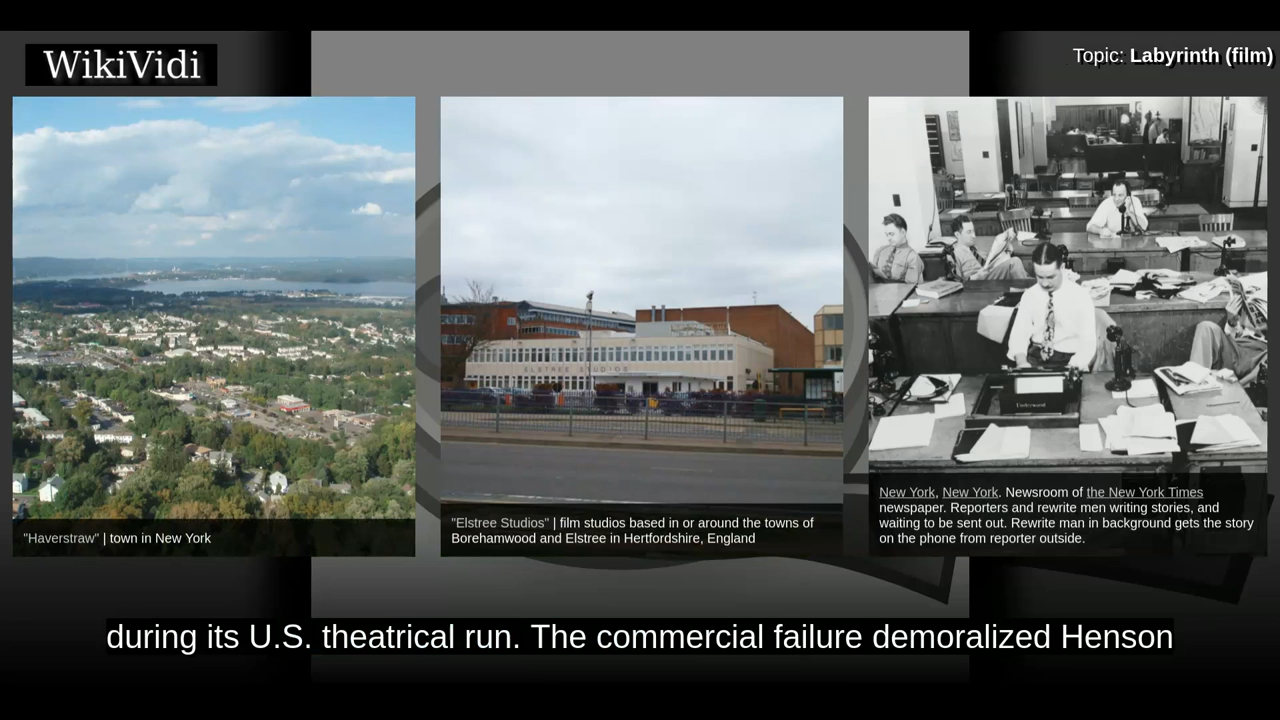 WikiVidi
Topic: Labyrinth (film)
ELSTREE STUDIOS
Underwood
"Haverstraw" | town in New York
"Elstree Studios" | film studios based in or around the towns of
Borehamwood and Elstree in Hertfordshire, England
New York, New York. Newsroom of the New York Times
newspaper. Reporters and rewrite men writing stories, and
waiting to be sent out. Rewrite man in background gets the story
on the phone from reporter outside.
during its U.S. theatrical run. The commercial failure demoralized Henson